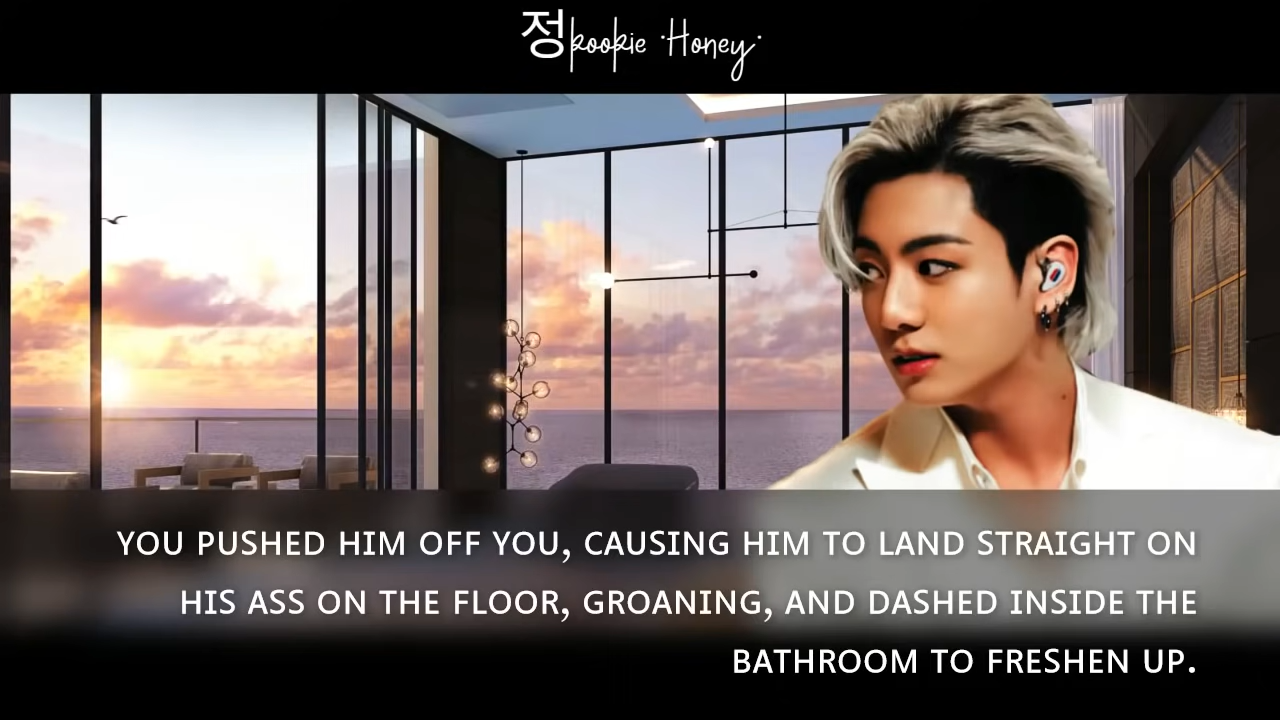 정kookie Honey
YOU PUSHED HIM OFF YOU, CAUSING HIM TO LAND STRAIGHT ON
HIS ASS ON THE FLOOR, GROANING, AND DASHED INSIDE THE
BATHROOM TO FRESHEN UP.